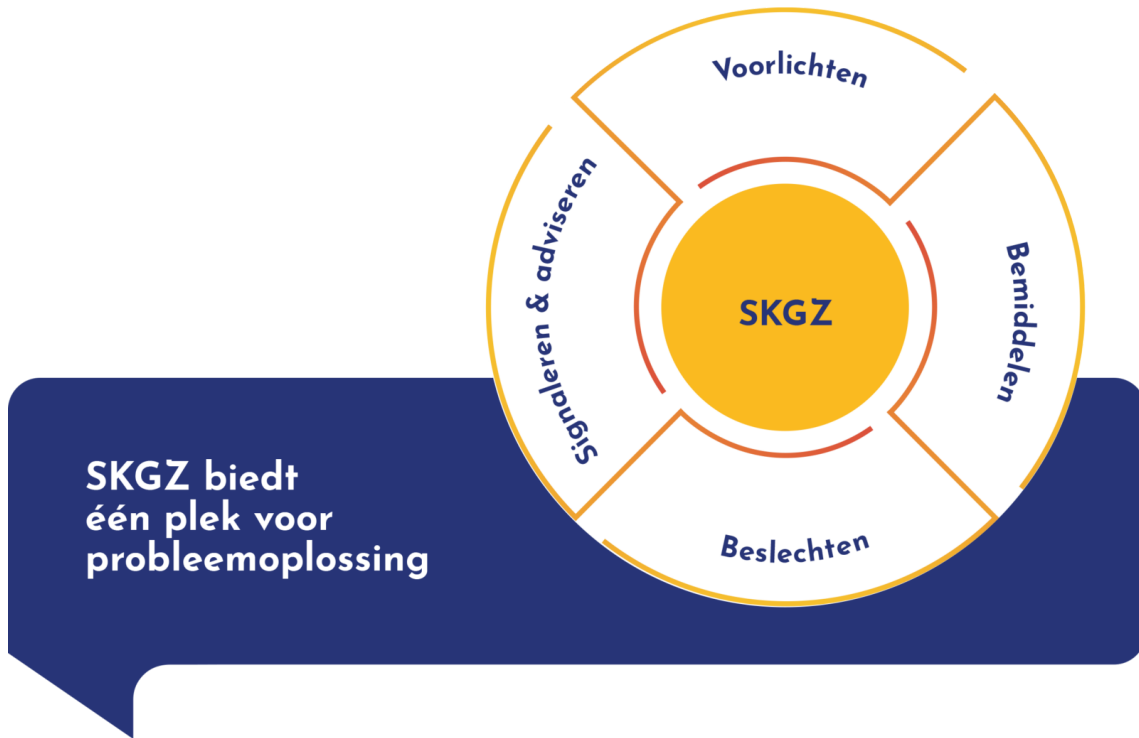 Voorlichten
Bemiddelen
Beslechten
Signaleren & adviseren
SKGZ
SKGZ biedt
één plek voor
probleemoplossing